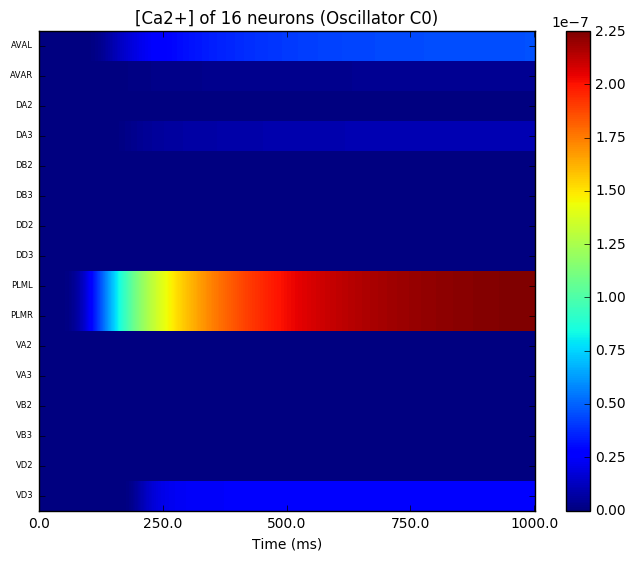 [Ca2+] of 16 neurons (Oscillator C0)
1e−7
AVAL
AVAR
DA2
DA3
DB2
DB3
DD2
DD3
PLML
PLMR
VA2
VA3
VB2
VB3
VD2
VD3
0.0 250.0 500.0 750.0 1000.0
Time (ms)
2.25
2.00
1.75
1.50
1.25
1.00
0.75
0.50
0.25
0.00